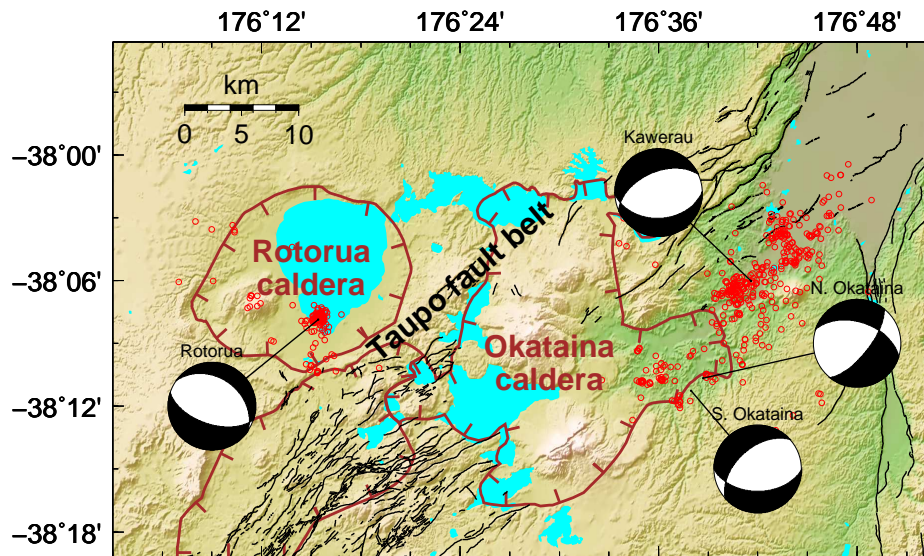 176˚12' 176˚24' 176˚36' 176˚48'
km
0 5 10
Kawerau
−38˚00'
Taupo fault belt
Rotorua
caldera
−38˚06'
N. Okataina
Rotorua
Okataina
caldera
−38˚12'
S. Okataina
−38˚18'